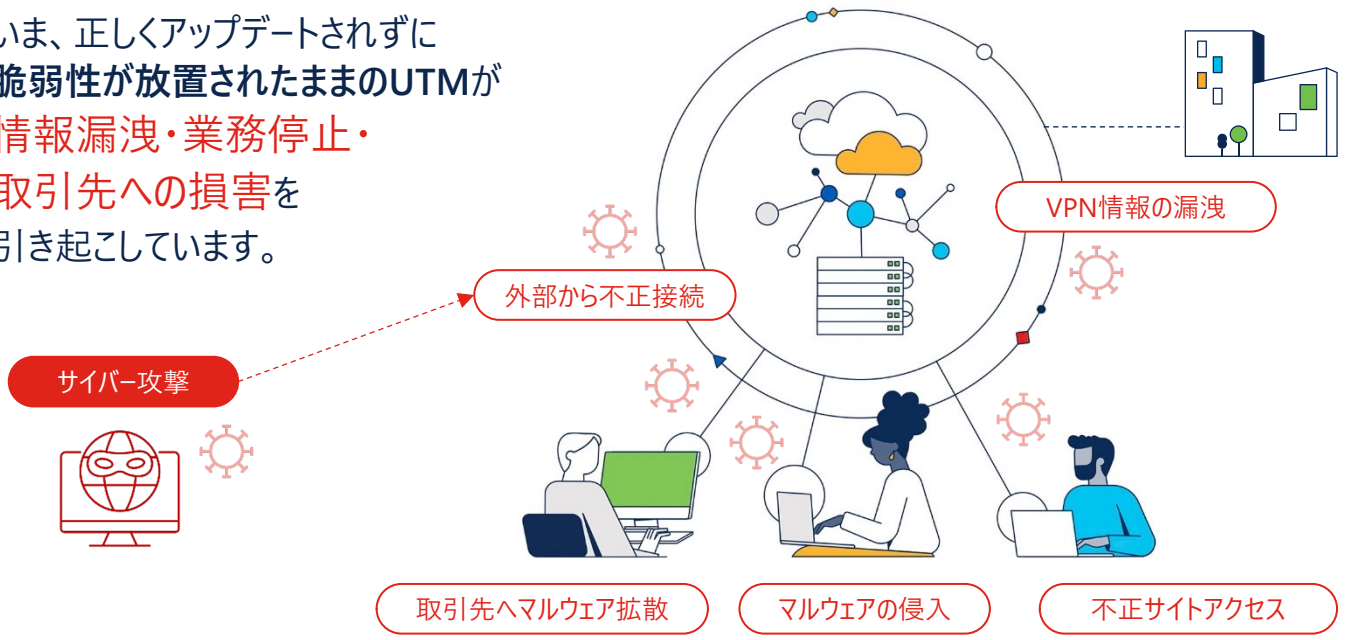 いま、正しくアップデートされずに
脆弱性が放置されたままのUTMが
情報漏洩・業務停止・
取引先への損害を
引き起こしています。
VPN情報の漏洩
外部から不正接続
サイバー攻撃
取引先へマルウェア拡散
マルウェアの侵入
不正サイトアクセス